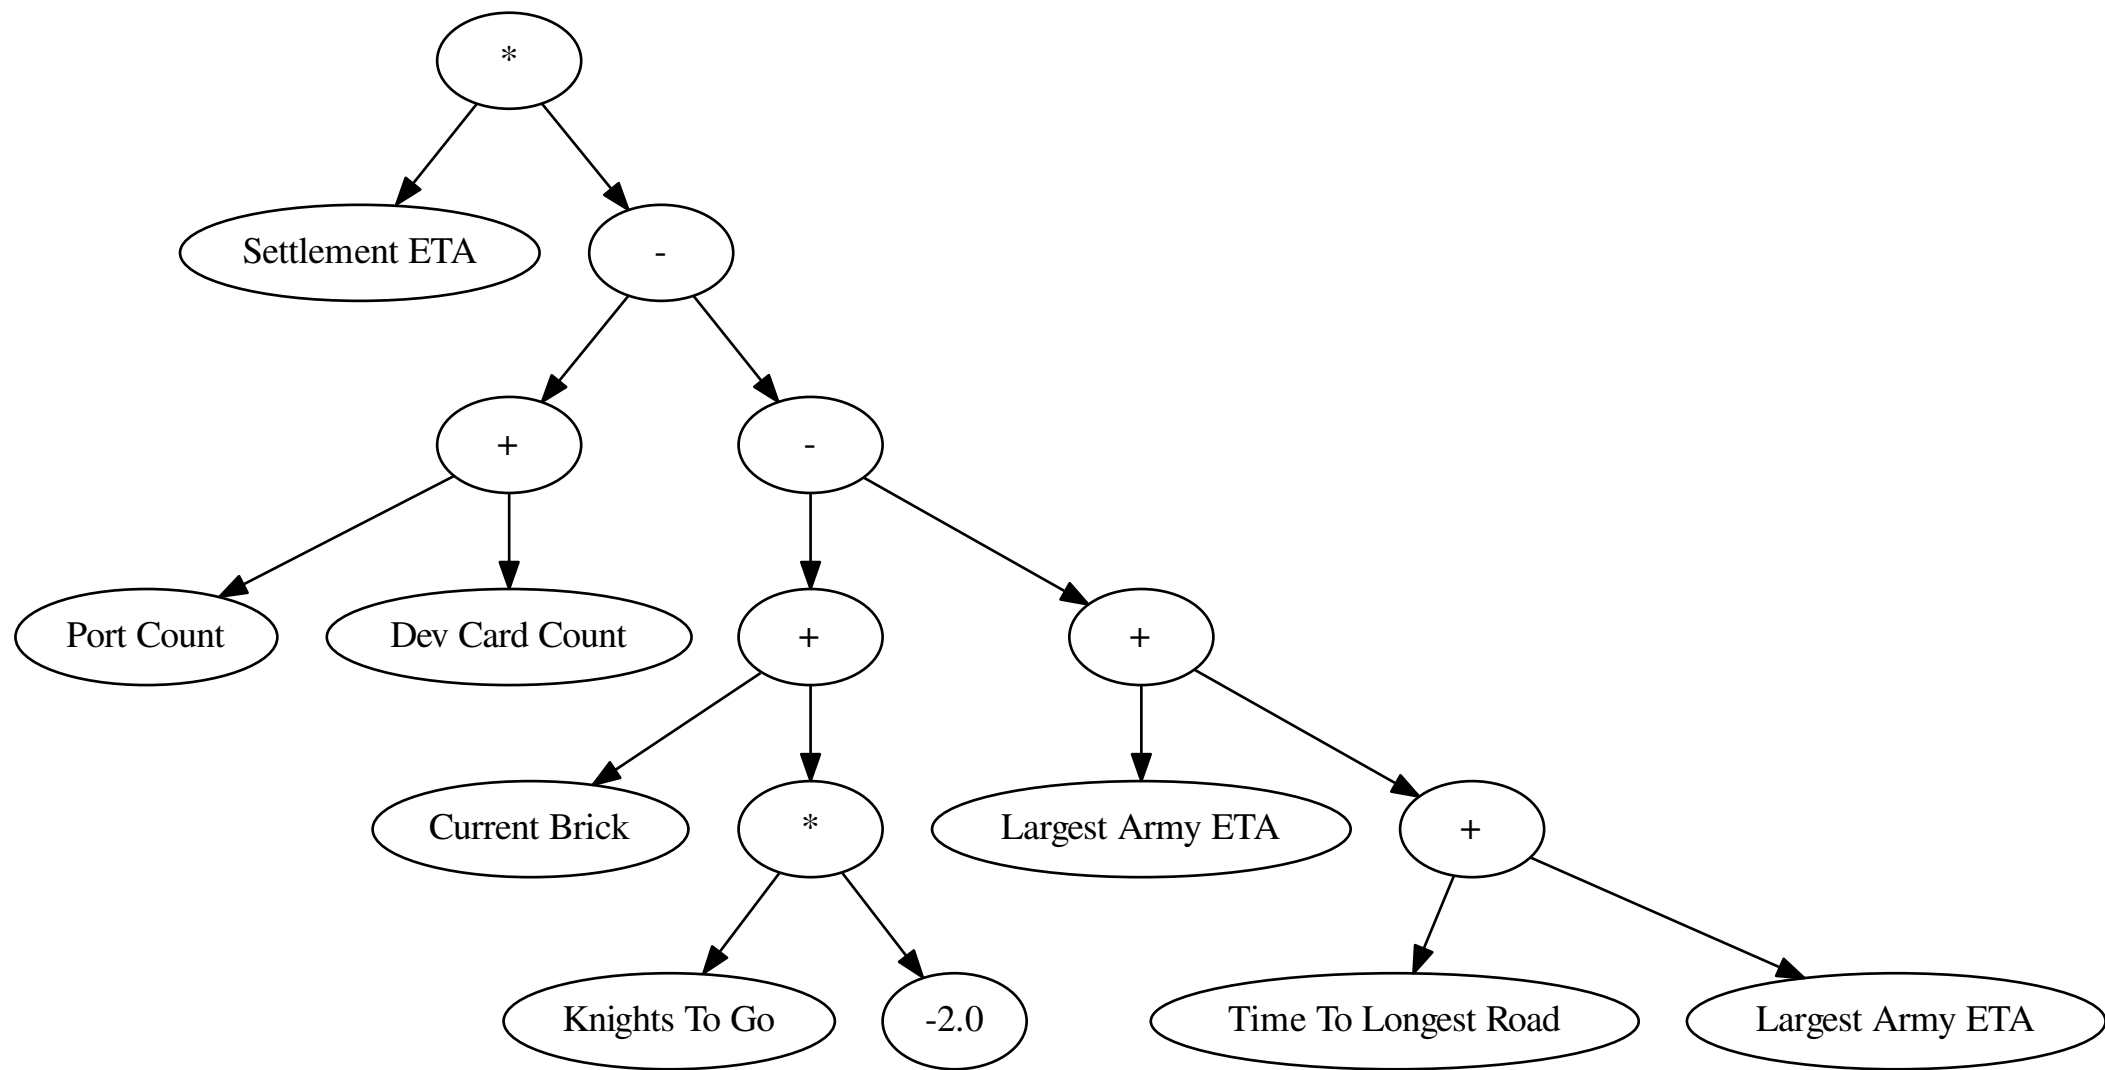 *
Settlement ETA
-
+
-
Port Count
Dev Card Count
+
+
Current Brick
*
Largest Army ETA
+
Knights To Go
-2.0
Time To Longest Road
Largest Army ETA